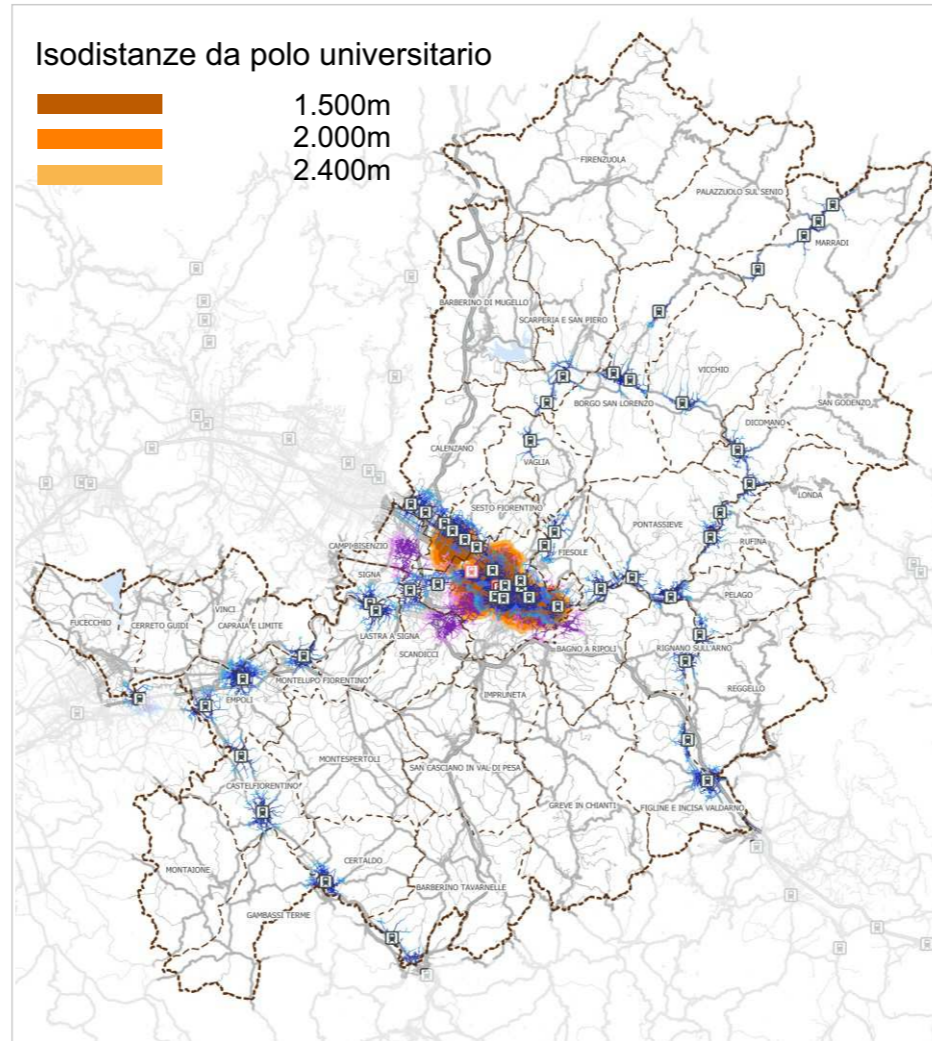 Isodistanze da polo universitario
1.500m
2.000m
2.400m
FIRENZUOLA
PALAZZUOLO SUL SENIO
MARRADI
BARBERINO DI MUGELLO
SCARPERIA E SAN PIERO
VICCHIO
BORGO SAN LORENZO
SAN GODENZO
DICOMANO
CALENZANO
VAGLIA
LONDA
SESTO FIORENTINO
PONTASSIEVE
RUFINA
CAMPI BISENZIO
FIESOLE
SIGNA
PELAGO
VINCI
FUCECCHIO
CERRETO GUIDI
CAPRAIA E LIMITE
LASTRA A SIGNA
SCANDICCI
BAGNO A RIPOLI
RIGNANO SULL'ARNO
MONTELUPO FIORENTINO
REGGELLO
IMPRUNETA
EMPOLI
MONTESPERTOLI
SAN CASCIANO IN VAL DI PESA
CASTELFIORENTINO
GREVE IN CHIANTI
FIGLINE E INCISA VALDARNO
CERTALDO
MONTAIONE
BARBERINO TAVARNELLE
GAMBASSI TERME